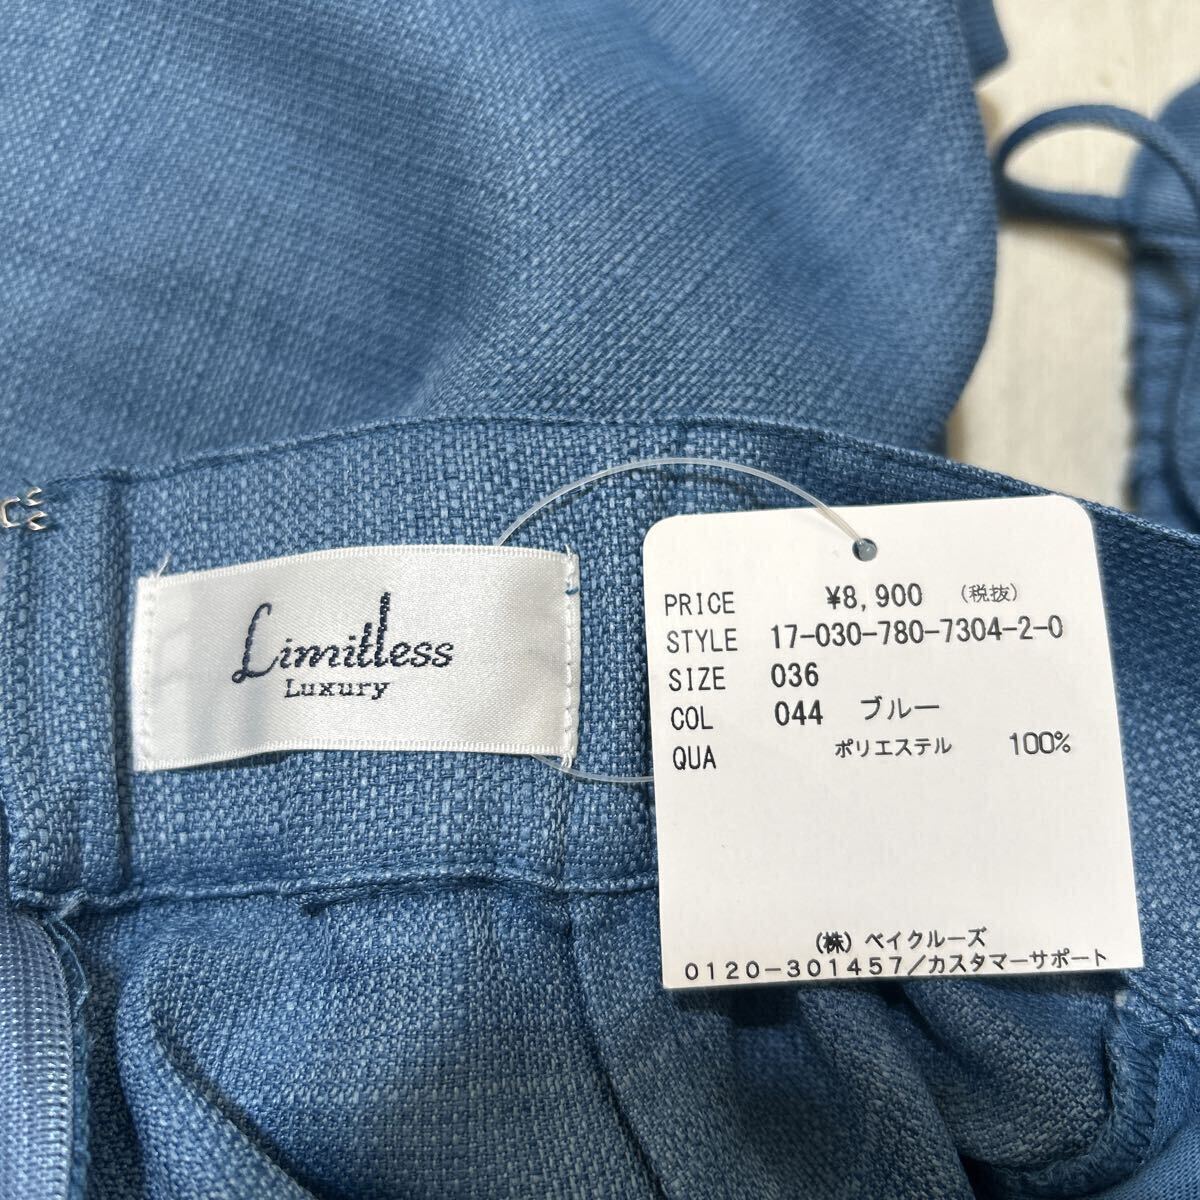 Limitless
Luxury
PRICE ¥8,900 (税抜)
STYLE 17-030-780-7304-2-0
SIZE 036
COL 044 ブルー
QUA ポリエステル 100%
(株) ベイクルーズ
0120-301457/カスタマーサポート